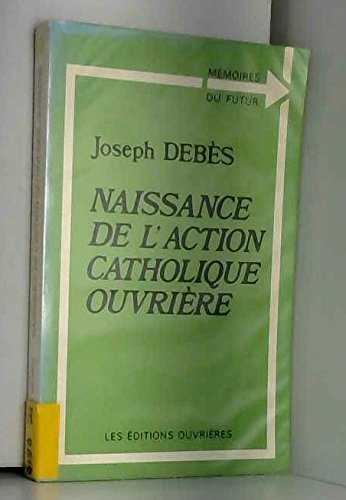 MÉMOIRES
DU FUTUR
Joseph DEBÈS
NAISSANCE
DE L'ACTION
CATHOLIQUE
OUVRIÈRE
LES ÉDITIONS OUVRIÈRES